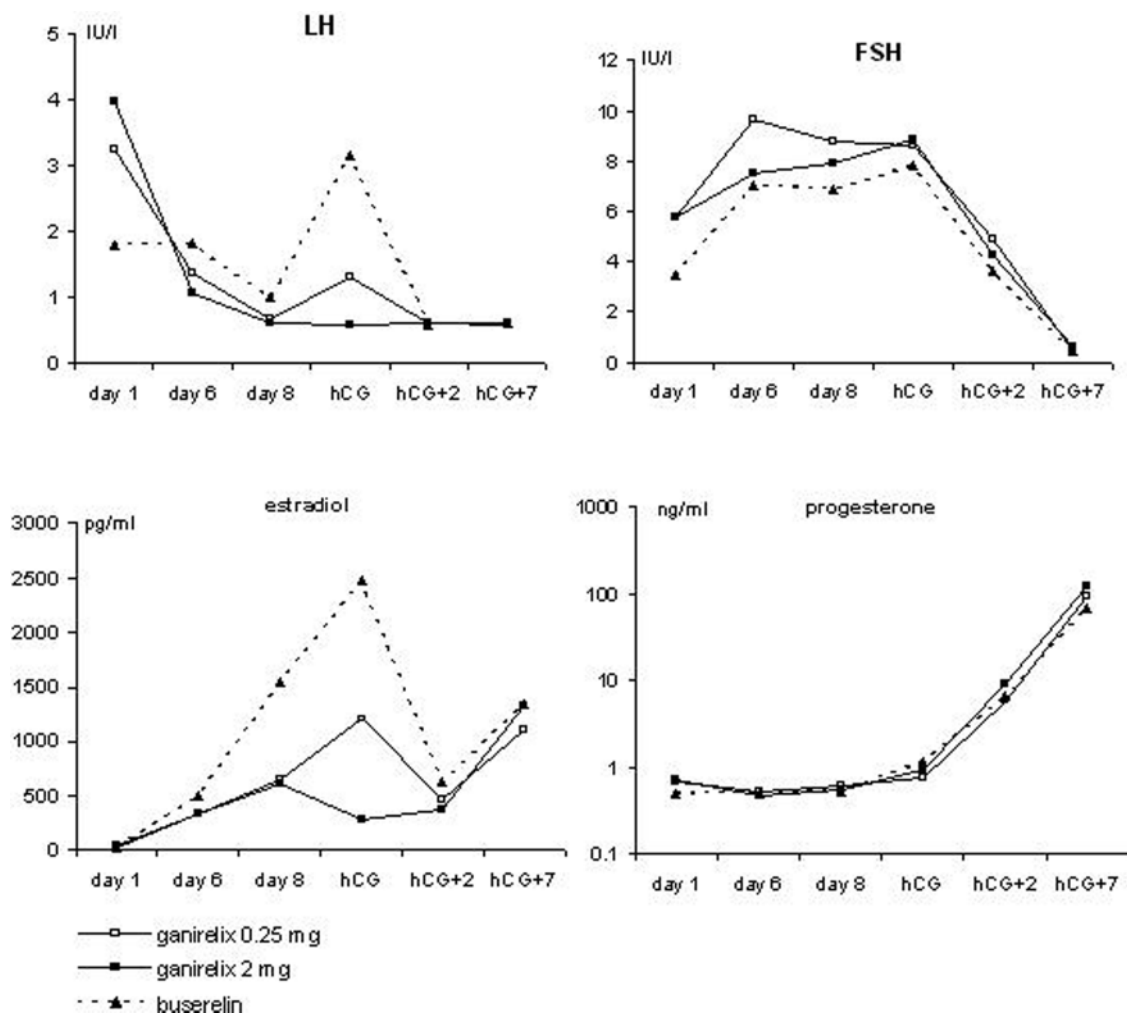 LH
IU/l
5
4
3
2
1
0
day 1 day 6 day 8 hCG hCG+2 hCG+7
FSH
IU/l
12
10
8
6
4
2
0
day 1 day 6 day 8 hCG hCG+2 hCG+7
estradiol
pg/ml
3000
2500
2000
1500
1000
500
0
day 1 day 6 day 8 hCG hCG+2 hCG+7
progesterone
ng/ml
1000
100
10
1
0.1
day 1 day 6 day 8 hCG hCG+2 hCG+7
ganirelix 0.25 mg
ganirelix 2 mg
buserelin